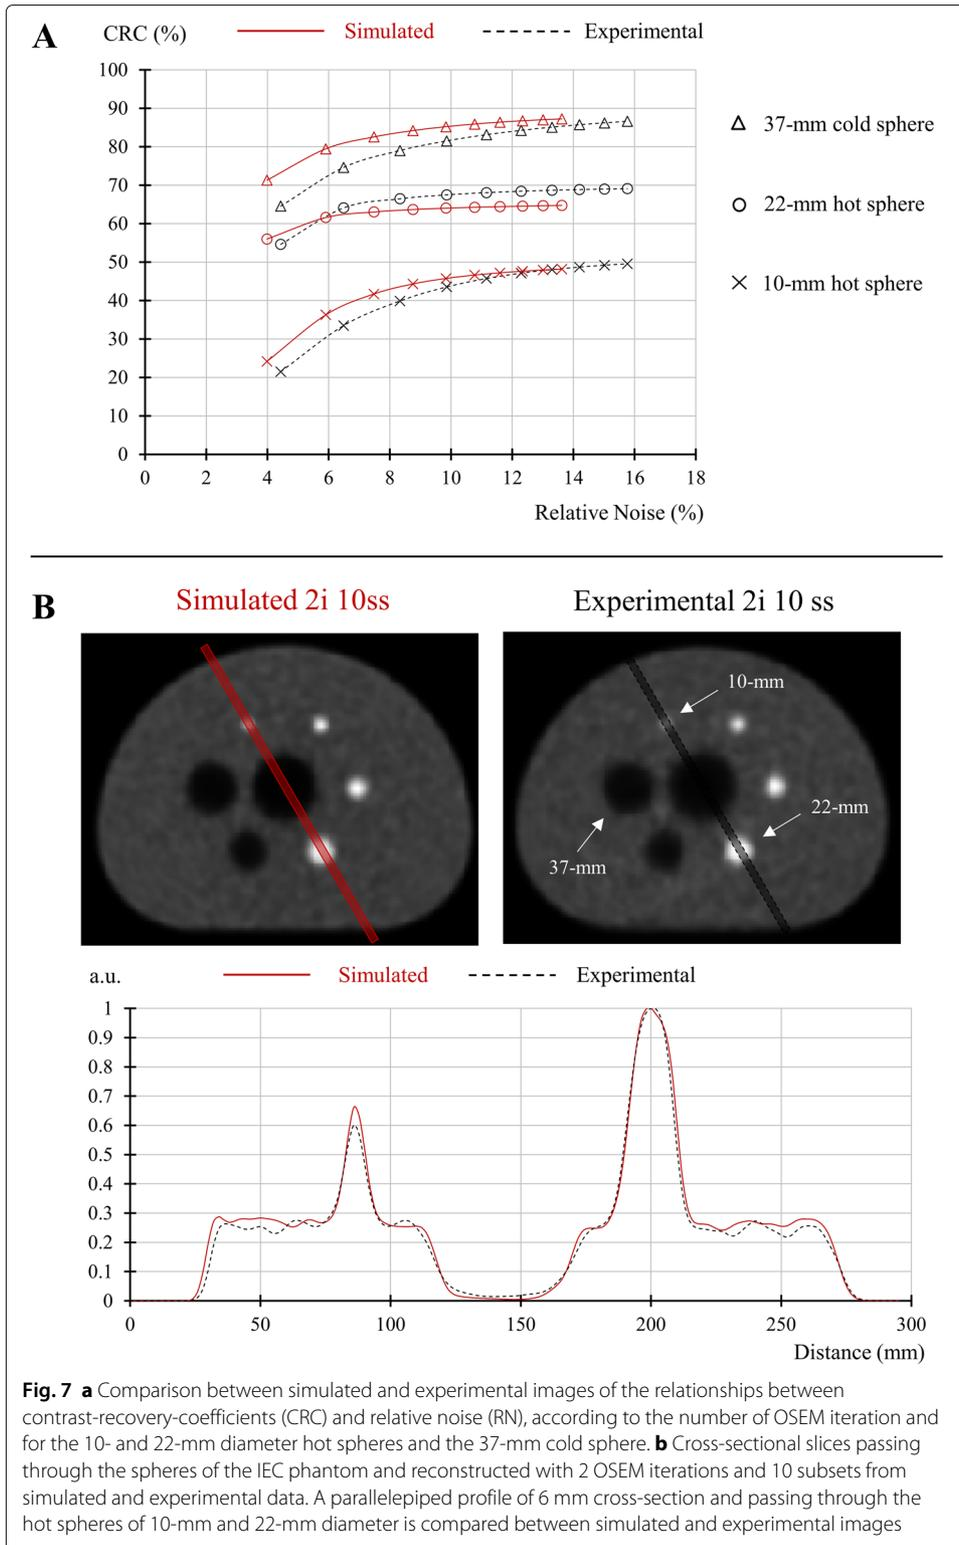 A
CRC (%)
Simulated
Experimental
100
90
80
70
60
50
40
30
20
10
0
0 2 4 6 8 10 12 14 16 18
Relative Noise (%)
37-mm cold sphere
22-mm hot sphere
10-mm hot sphere
B
Simulated 2i 10ss
Experimental 2i 10 ss
10-mm
22-mm
37-mm
a.u.
Simulated
Experimental
1
0.9
0.8
0.7
0.6
0.5
0.4
0.3
0.2
0.1
0
0 50 100 150 200 250 300
Distance (mm)
Fig. 7 a Comparison between simulated and experimental images of the relationships between
contrast-recovery-coefficients (CRC) and relative noise (RN), according to the number of OSEM iteration and
for the 10- and 22-mm diameter hot spheres and the 37-mm cold sphere. b Cross-sectional slices passing
through the spheres of the IEC phantom and reconstructed with 2 OSEM iterations and 10 subsets from
simulated and experimental data. A parallelepiped profile of 6 mm cross-section and passing through the
hot spheres of 10-mm and 22-mm diameter is compared between simulated and experimental images